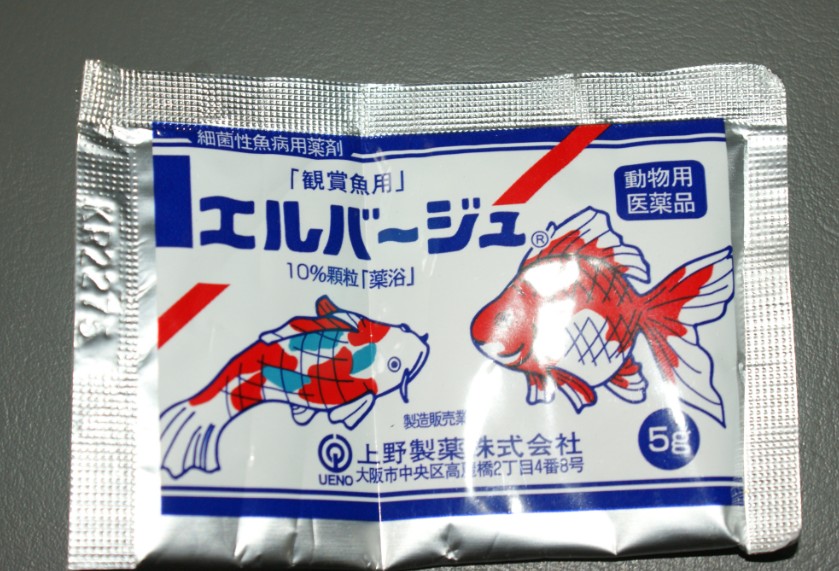 細菌性魚病用薬剤
「観賞魚用」
動物用
医薬品
エルバージュ®
10%顆粒「薬浴」
KP2273
製造販売
5g
上野製薬株式会社
UENO
大阪市中央区高麗橋2丁目4番8号